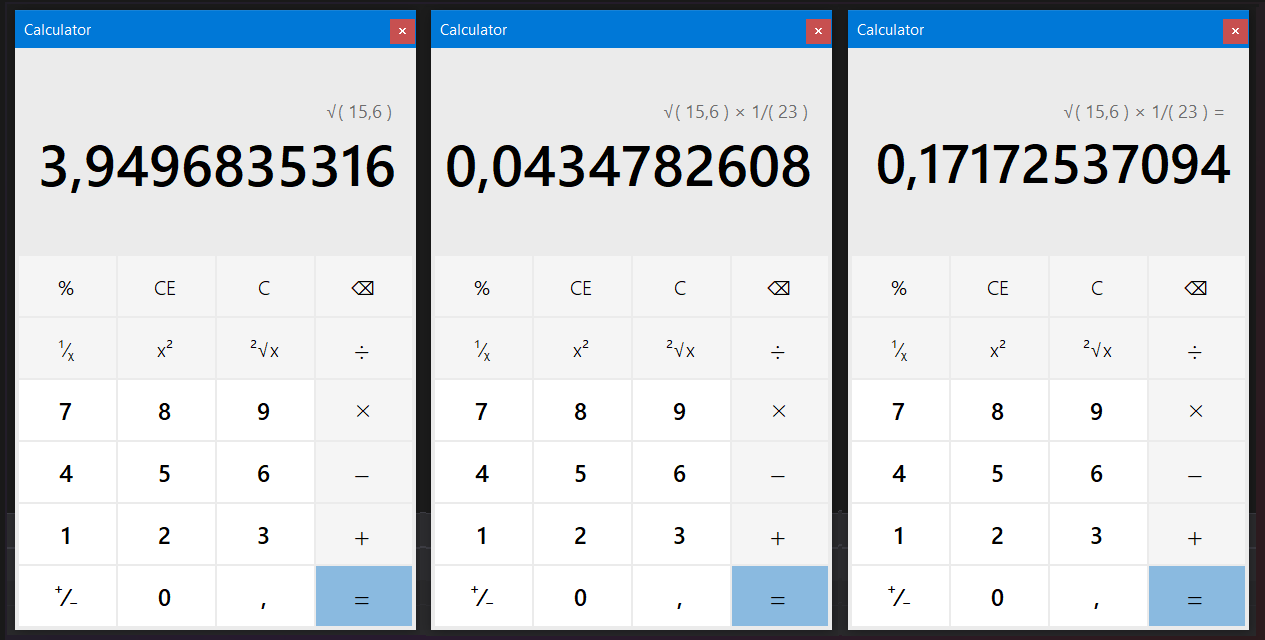 Calculator ×
√( 15,6 )
3,9496835316
% CE C ⌫
¹⁄ₓ x² ²√x ÷
7 8 9 ×
4 5 6 −
1 2 3 +
⁺⁄₋ 0 , =
Calculator ×
√( 15,6 ) × 1/( 23 )
0,0434782608
% CE C ⌫
¹⁄ₓ x² ²√x ÷
7 8 9 ×
4 5 6 −
1 2 3 +
⁺⁄₋ 0 , =
Calculator ×
√( 15,6 ) × 1/( 23 ) =
0,17172537094
% CE C ⌫
¹⁄ₓ x² ²√x ÷
7 8 9 ×
4 5 6 −
1 2 3 +
⁺⁄₋ 0 , =